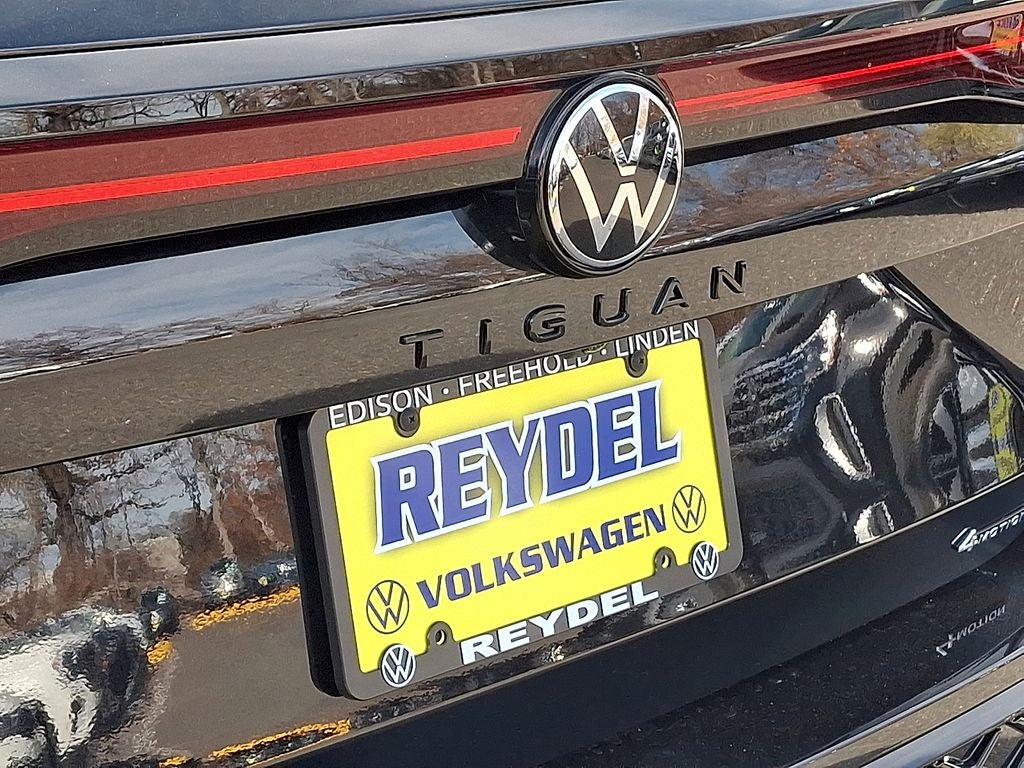 TIGUAN
EDISON · FREEHOLD · LINDEN
REYDEL
VOLKSWAGEN
REYDEL
4MOTION